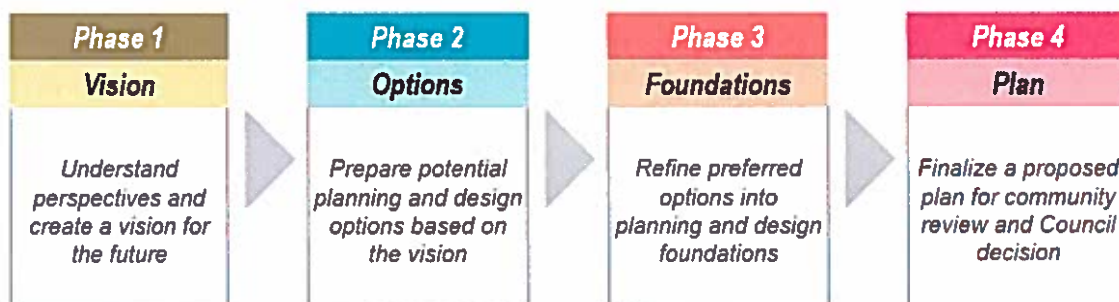 Phase 1
Vision
Understand
perspectives and
create a vision for
the future
Phase 2
Options
Prepare potential
planning and design
options based on
the vision
Phase 3
Foundations
Refine preferred
options into
planning and design
foundations
Phase 4
Plan
Finalize a proposed
plan for community
review and Council
decision